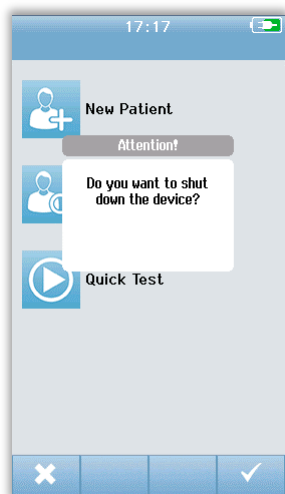 17:17
New Patient
Attention!
Do you want to shut
down the device?
Quick Test